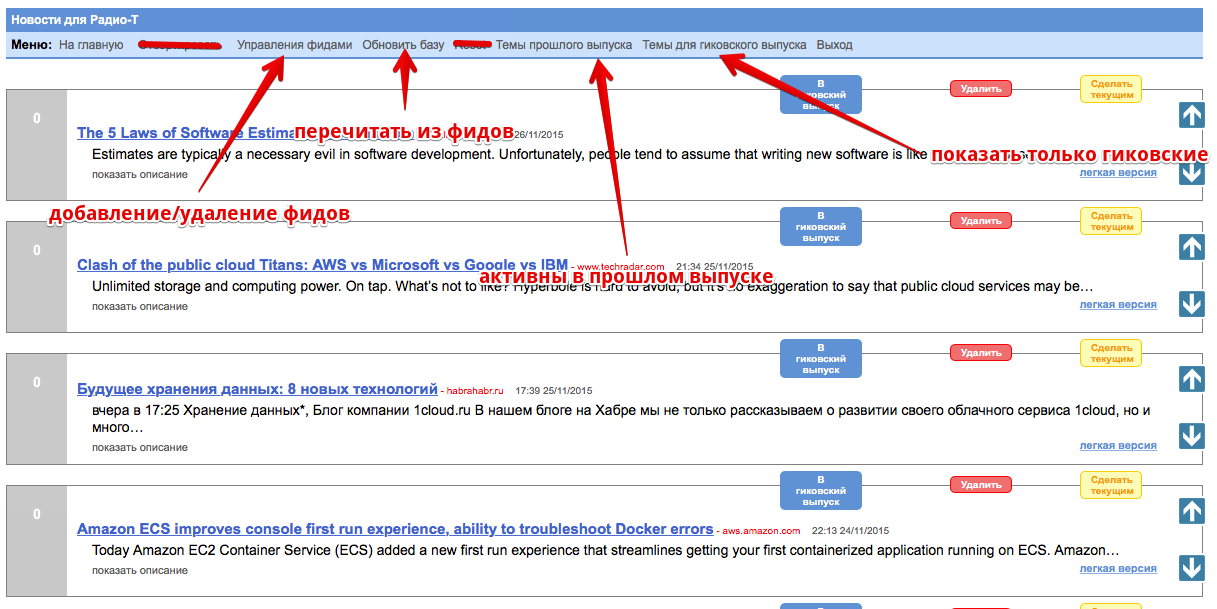 Новости для Радио-Т
Меню: На главную Отсортировать Управления фидами Обновить базу Reset Темы прошлого выпуска Темы для гиковского выпуска Выход
В гиковский выпуск
Удалить
Сделать текущим
0
The 5 Laws of Software Estima
перечитать из фидов
26/11/2015
Estimates are typically a necessary evil in software development. Unfortunately, people tend to assume that writing new software is like
показать только гиковские
показать описание
легкая версия
добавление/удаление фидов
В гиковский выпуск
Удалить
Сделать текущим
0
Clash of the public cloud Titans: AWS vs Microsoft vs Google vs IBM - www.techradar.com 21:34 25/11/2015
активны в прошлом выпуске
Unlimited storage and computing power. On tap. What's not to like? Hyperbole is hard to avoid, but it's no exaggeration to say that public cloud services may be…
показать описание
легкая версия
В гиковский выпуск
Удалить
Сделать текущим
0
Будущее хранения данных: 8 новых технологий - habrahabr.ru 17:39 25/11/2015
вчера в 17:25 Хранение данных*, Блог компании 1cloud.ru В нашем блоге на Хабре мы не только рассказываем о развитии своего облачного сервиса 1cloud, но и
много…
показать описание
легкая версия
В гиковский выпуск
Удалить
Сделать текущим
0
Amazon ECS improves console first run experience, ability to troubleshoot Docker errors - aws.amazon.com 22:13 24/11/2015
Today Amazon EC2 Container Service (ECS) added a new first run experience that streamlines getting your first containerized application running on ECS. Amazon…
показать описание
легкая версия
В
Сделать